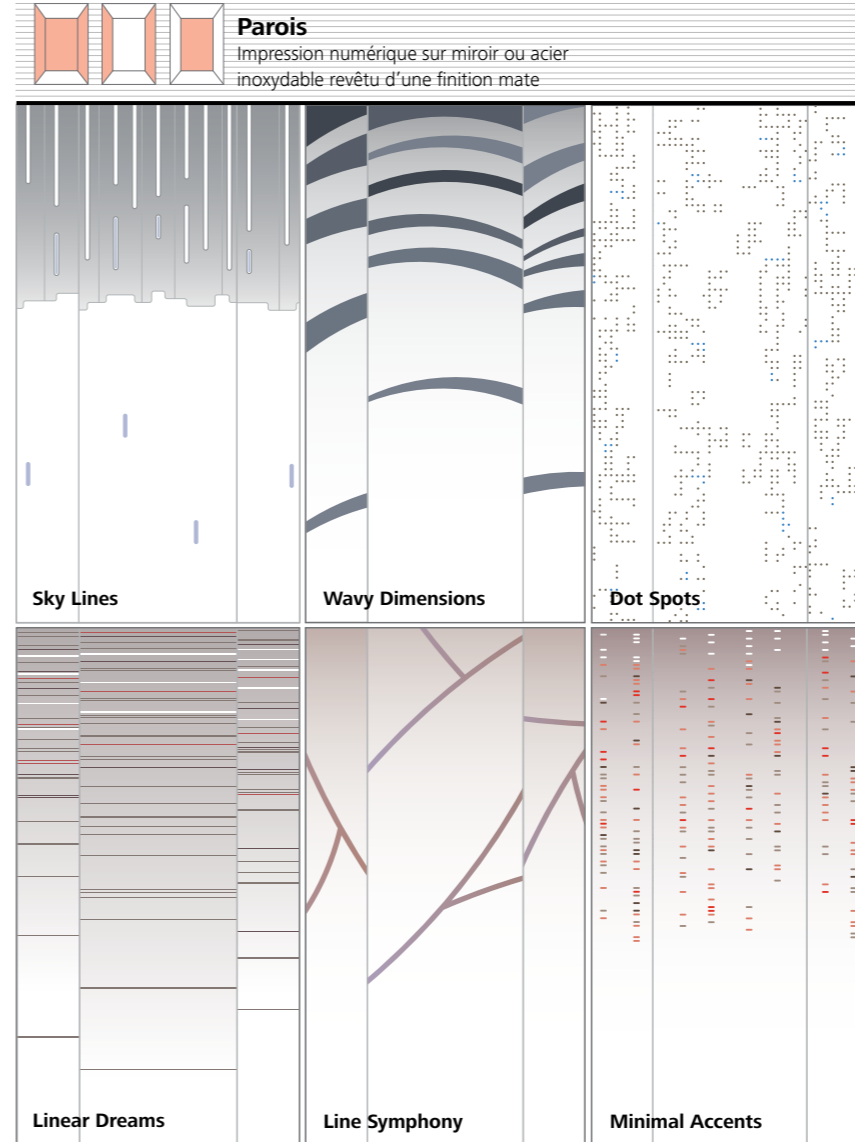 Parois
Impression numérique sur miroir ou acier
inoxydable revêtu d’une finition mate
Sky Lines
Wavy Dimensions
Dot Spots
Linear Dreams
Line Symphony
Minimal Accents